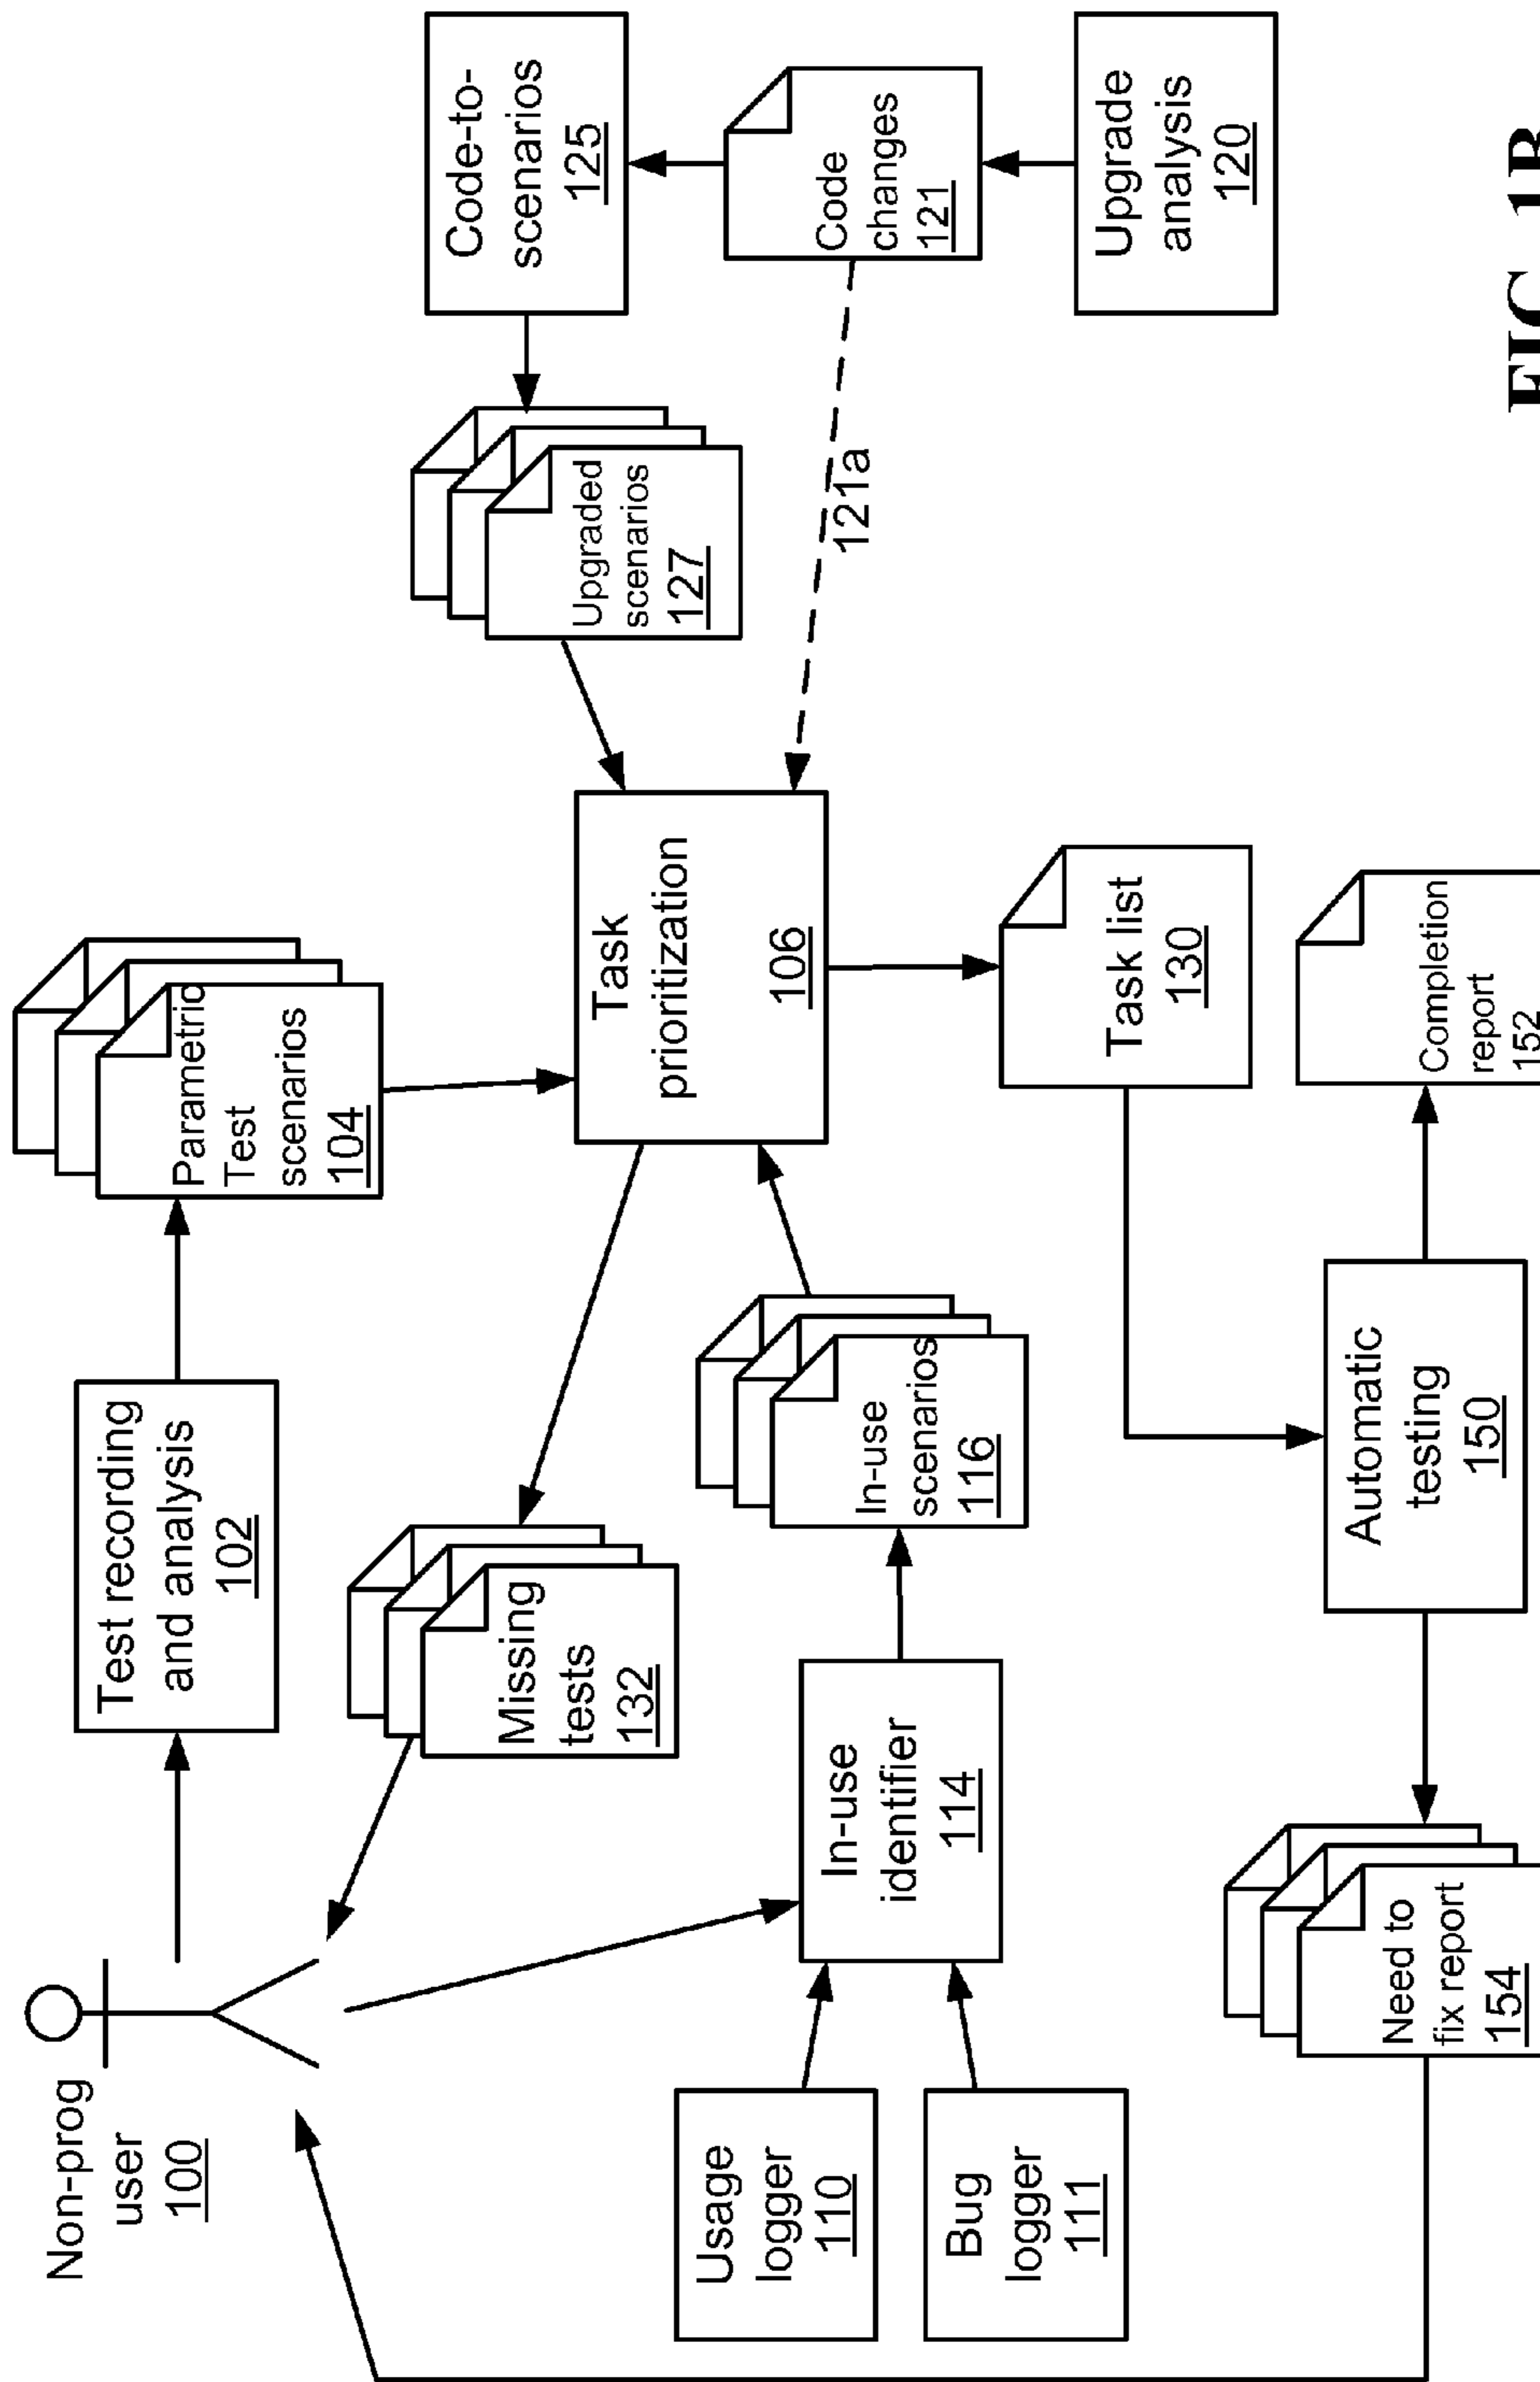 Non-prog
user
100
Test recording
and analysis
102
Parametric
Test
scenarios
104
Missing
tests
132
Task
prioritization
106
Upgraded
scenarios
127
Code-to-
scenarios
125
Code
changes
121
121a
Upgrade
analysis
120
Usage
logger
110
Bug
logger
111
In-use
identifier
114
In-use
scenarios
116
Task list
130
Need to
fix report
154
Automatic
testing
150
Completion
report
152
FIG. 1B